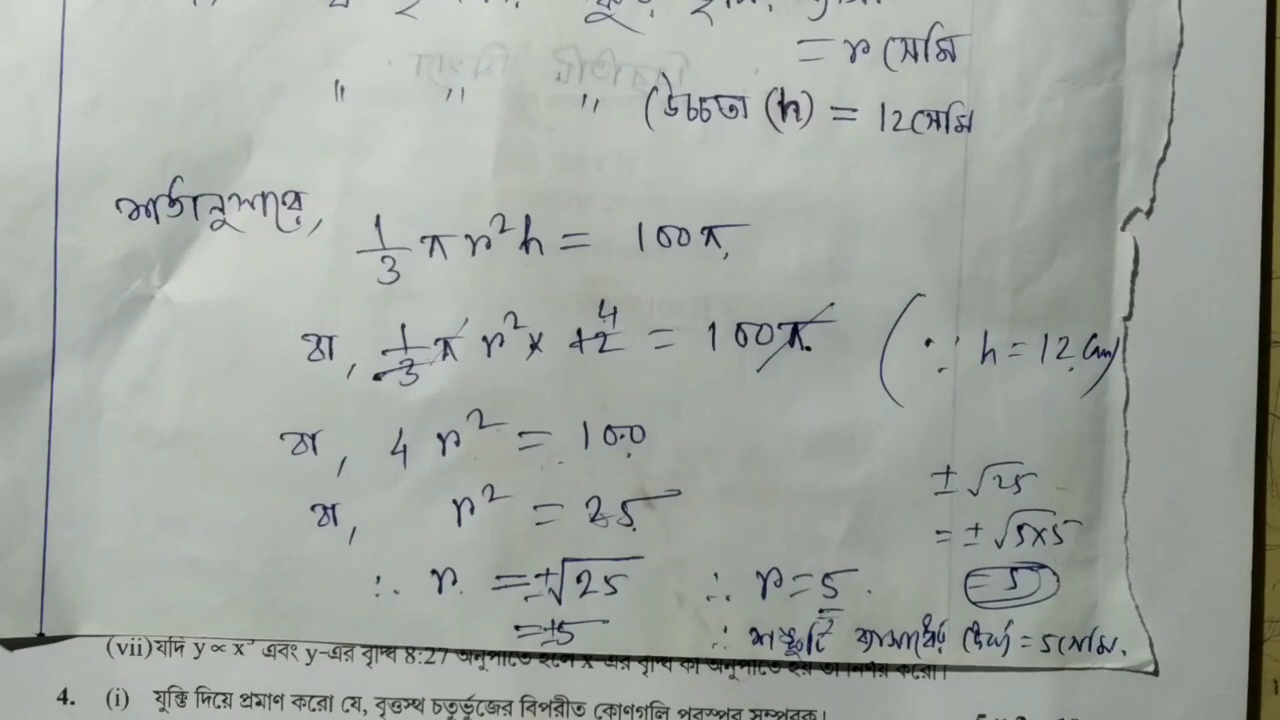 = r সেমি
" " " উচ্চতা (h) = 12 সেমি
শর্তানুসারে,
1/3 π r² h = 100π
বা, 1/3 π r² × 12 4 = 100π (∵ h = 12 cm)
বা, 4 r² = 100
বা, r² = 25
± √25
= ± √5×5
∴ r = ±√25 ∴ r = 5. = 5
= ±5 ∴ শঙ্কুটির ব্যাসার্ধের দৈর্ঘ্য = 5 সেমি.
(vii) যদি y ∝ x³ এবং y-এর বৃদ্ধি 8:27 অনুপাতে হলে x এর বৃদ্ধি কী অনুপাতে হয় তা নির্ণয় করো।
4. (i) যুক্তি দিয়ে প্রমাণ করো যে, বৃত্তস্থ চতুর্ভুজের বিপরীত কোণগুলি পরস্পর সম্পূরক।